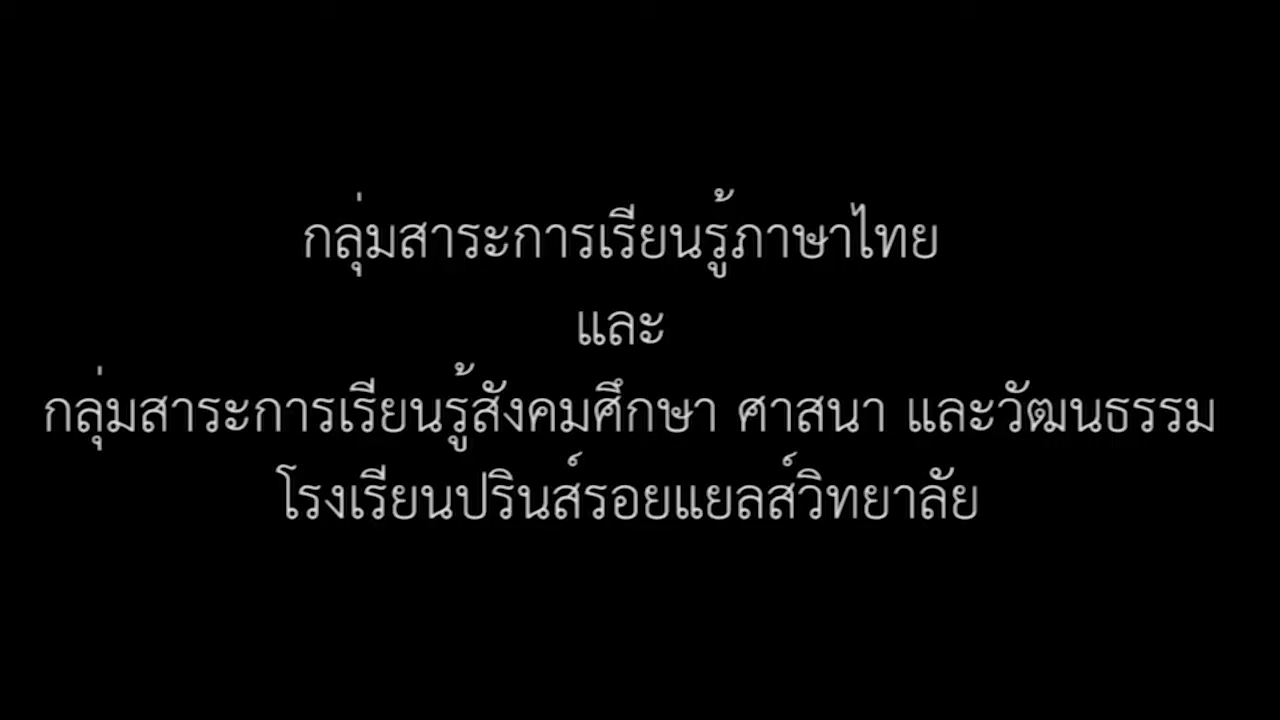 กลุ่มสาระการเรียนรู้ภาษาไทย
และ
กลุ่มสาระการเรียนรู้สังคมศึกษา ศาสนา และวัฒนธรรม
โรงเรียนปรินส์รอยแยลส์วิทยาลัย